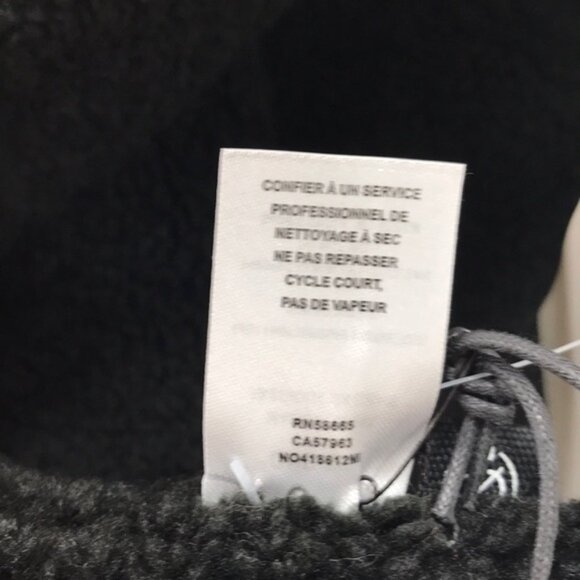 CONFIER À UN SERVICE
PROFESSIONNEL DE
NETTOYAGE À SEC
NE PAS REPASSER
CYCLE COURT,
PAS DE VAPEUR
RN58665
CA57963
NO418612NI